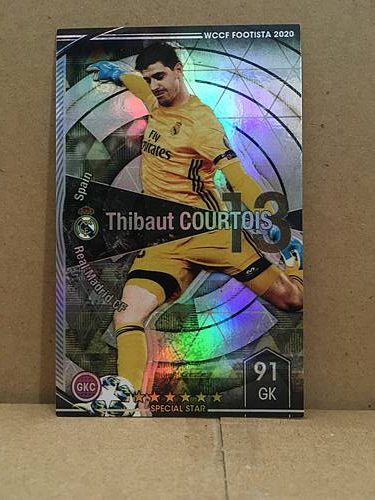 WCCF FOOTISTA 2020
Fly
Emirates
Spain
Thibaut COURTOIS
13
Real Madrid CF
91
GK
GKC
SPECIAL STAR